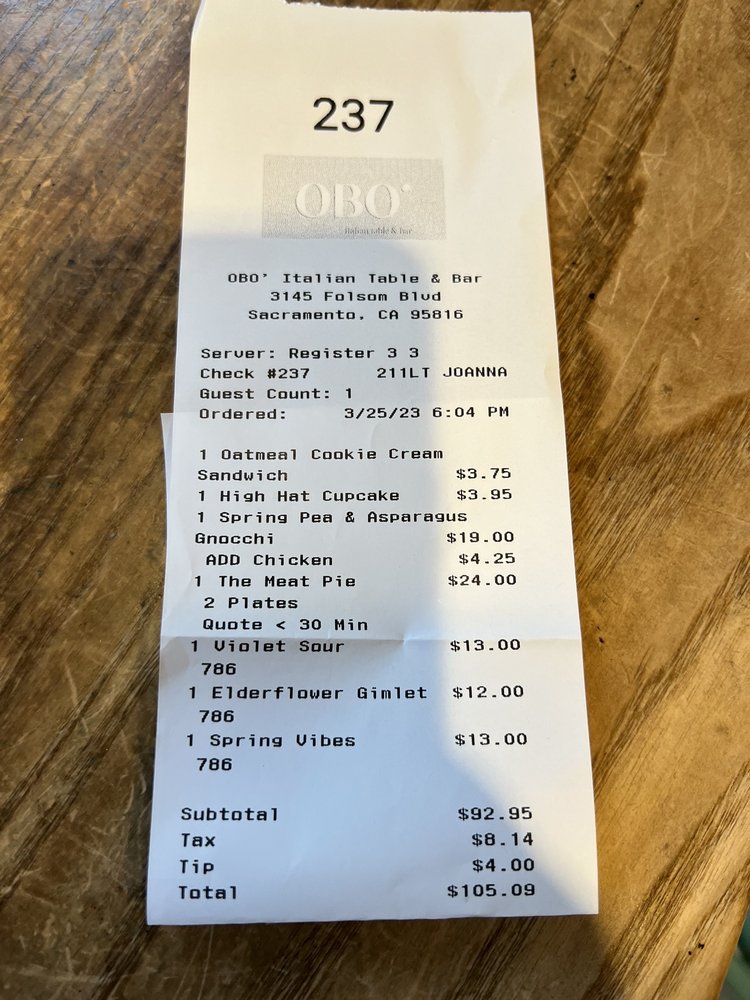 237
OBO'
italian table & bar
OBO' Italian Table & Bar
3145 Folsom Blvd
Sacramento, CA 95816
Server: Register 3 3
Check #237 211LT JOANNA
Guest Count: 1
Ordered: 3/25/23 6:04 PM
1 Oatmeal Cookie Cream
Sandwich $3.75
1 High Hat Cupcake $3.95
1 Spring Pea & Asparagus
Gnocchi $19.00
ADD Chicken $4.25
1 The Meat Pie $24.00
2 Plates
Quote < 30 Min
1 Violet Sour $13.00
786
1 Elderflower Gimlet $12.00
786
1 Spring Vibes $13.00
786
Subtotal $92.95
Tax $8.14
Tip $4.00
Total $105.09